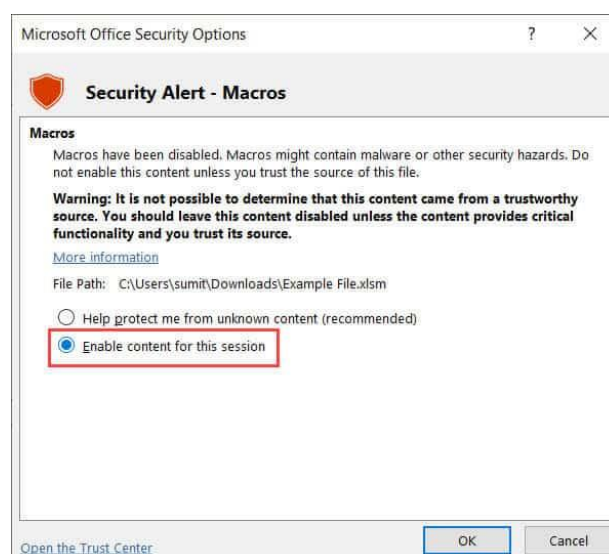 Microsoft Office Security Options ? ×
Security Alert - Macros
Macros
Macros have been disabled. Macros might contain malware or other security hazards. Do
not enable this content unless you trust the source of this file.
Warning: It is not possible to determine that this content came from a trustworthy
source. You should leave this content disabled unless the content provides critical
functionality and you trust its source.
More information
File Path: C:\Users\sumit\Downloads\Example File.xlsm
Help protect me from unknown content (recommended)
Enable content for this session
Open the Trust Center
OK Cancel